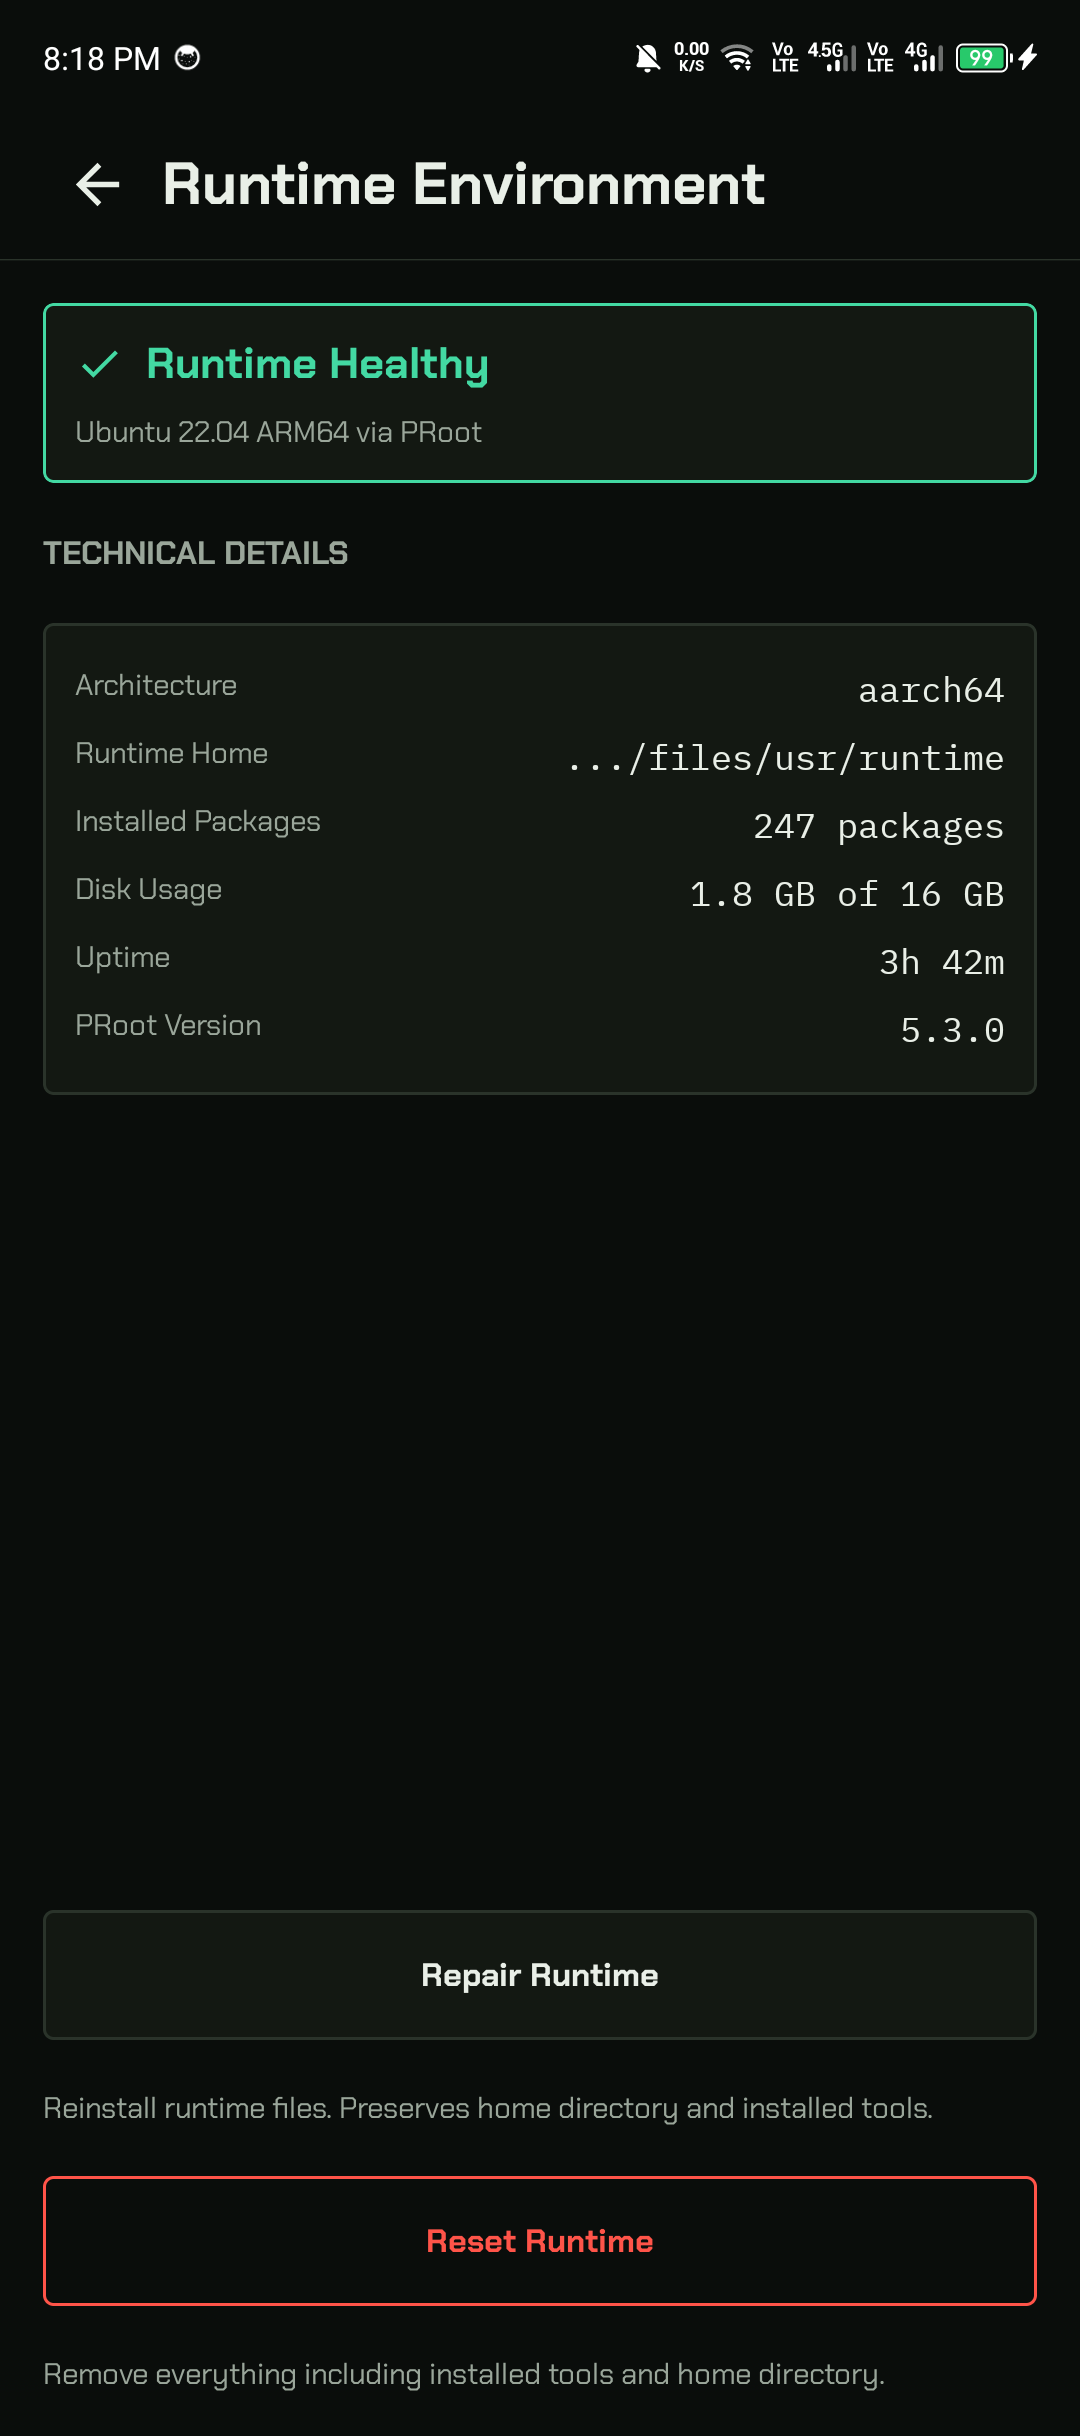 8:18 PM
0.00 K/S
Vo LTE 4.5G Vo LTE 4G 99
Runtime Environment
Runtime Healthy
Ubuntu 22.04 ARM64 via PRoot
TECHNICAL DETAILS
Architecture aarch64
Runtime Home .../files/usr/runtime
Installed Packages 247 packages
Disk Usage 1.8 GB of 16 GB
Uptime 3h 42m
PRoot Version 5.3.0
Repair Runtime
Reinstall runtime files. Preserves home directory and installed tools.
Reset Runtime
Remove everything including installed tools and home directory.